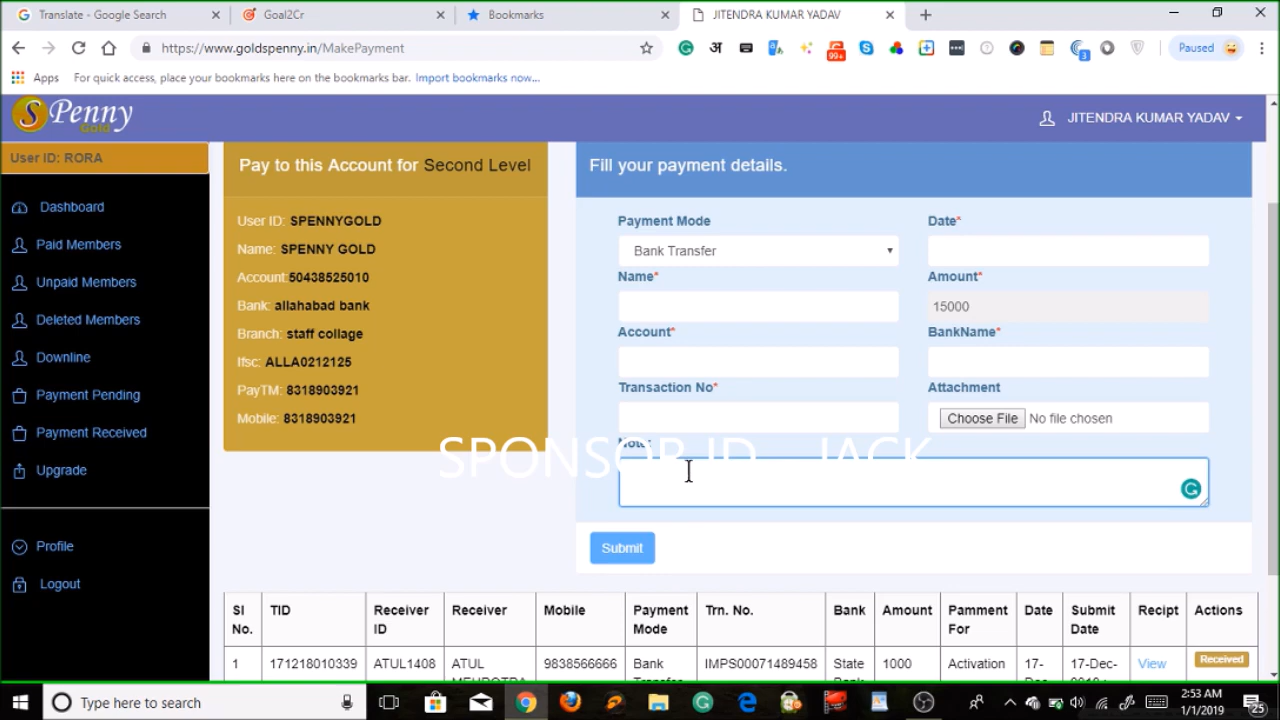 Translate - Google Search
Goal2Cr
Bookmarks
JITENDRA KUMAR YADAV
https://www.goldspenny.in/MakePayment
अ
99+
3
Paused
Apps
For quick access, place your bookmarks here on the bookmarks bar. Import bookmarks now...
S Penny
Gold
JITENDRA KUMAR YADAV
User ID: RORA
Dashboard
Paid Members
Unpaid Members
Deleted Members
Downline
Payment Pending
Payment Received
Upgrade
Profile
Logout
Pay to this Account for Second Level
User ID: SPENNYGOLD
Name: SPENNY GOLD
Account:50438525010
Bank: allahabad bank
Branch: staff collage
Ifsc: ALLA0212125
PayTM: 8318903921
Mobile: 8318903921
Fill your payment details.
Payment Mode
Date*
Bank Transfer
Name*
Amount*
15000
Account*
BankName*
Transaction No*
Attachment
Choose File No file chosen
SPONSOR ID - JACK
Submit
Sl No. TID Receiver ID Receiver Mobile Payment Mode Trn. No. Bank Amount Pamment For Date Submit Date Recipt Actions
1 171218010339 ATUL1408 ATUL 9838566666 Bank IMPS00071489458 State 1000 Activation 17- 17-Dec- View Received
Type here to search
2:53 AM
1/1/2019
25